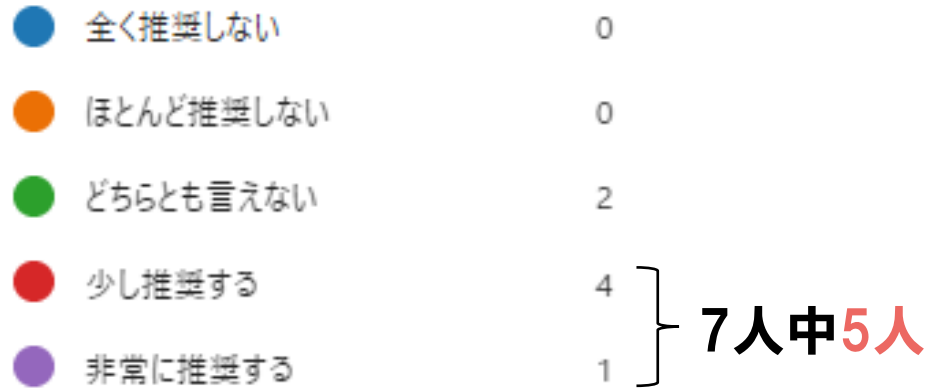 全く推奨しない 0
ほとんど推奨しない 0
どちらとも言えない 2
少し推奨する 4
非常に推奨する 1
7人中5人